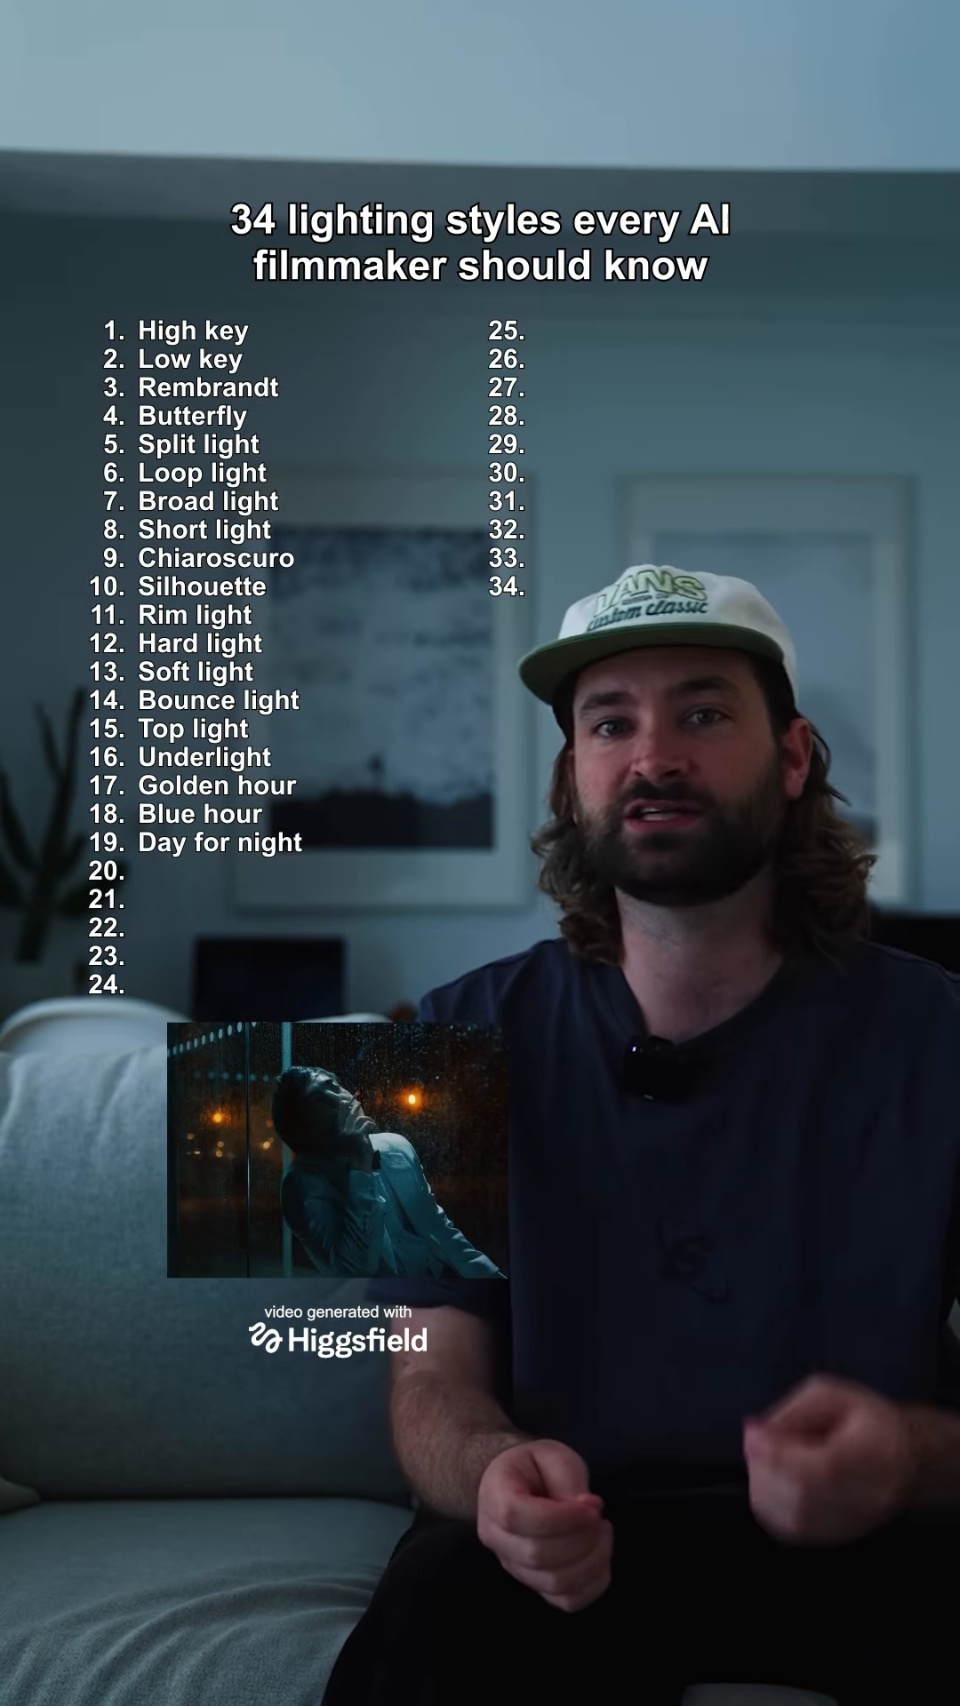 34 lighting styles every AI
filmmaker should know
1. High key
2. Low key
3. Rembrandt
4. Butterfly
5. Split light
6. Loop light
7. Broad light
8. Short light
9. Chiaroscuro
10. Silhouette
11. Rim light
12. Hard light
13. Soft light
14. Bounce light
15. Top light
16. Underlight
17. Golden hour
18. Blue hour
19. Day for night
20.
21.
22.
23.
24.
25.
26.
27.
28.
29.
30.
31.
32.
33.
34.
VANS
custom classic
video generated with
Higgsfield